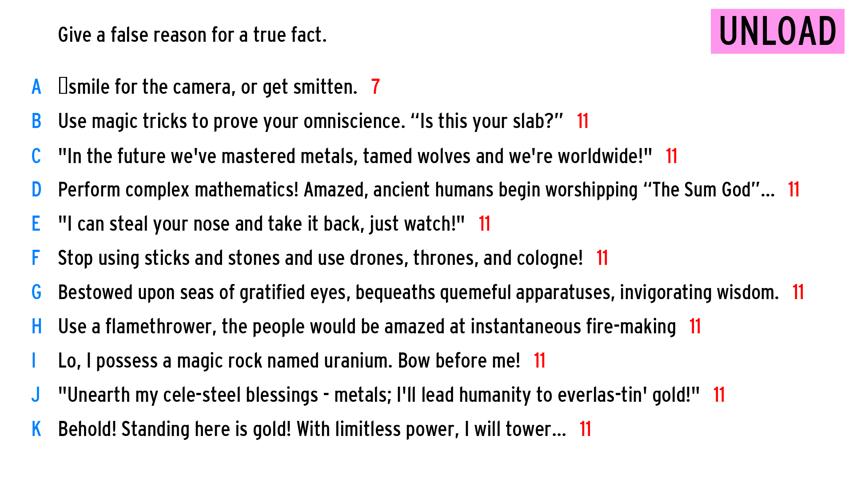 Give a false reason for a true fact.
UNLOAD
A smile for the camera, or get smitten. 7
B Use magic tricks to prove your omniscience. “Is this your slab?” 11
C "In the future we've mastered metals, tamed wolves and we're worldwide!" 11
D Perform complex mathematics! Amazed, ancient humans begin worshipping “The Sum God”... 11
E "I can steal your nose and take it back, just watch!" 11
F Stop using sticks and stones and use drones, thrones, and cologne! 11
G Bestowed upon seas of gratified eyes, bequeaths quemeful apparatuses, invigorating wisdom. 11
H Use a flamethrower, the people would be amazed at instantaneous fire-making 11
I Lo, I possess a magic rock named uranium. Bow before me! 11
J "Unearth my cele-steel blessings - metals; I'll lead humanity to everlas-tin' gold!" 11
K Behold! Standing here is gold! With limitless power, I will tower... 11